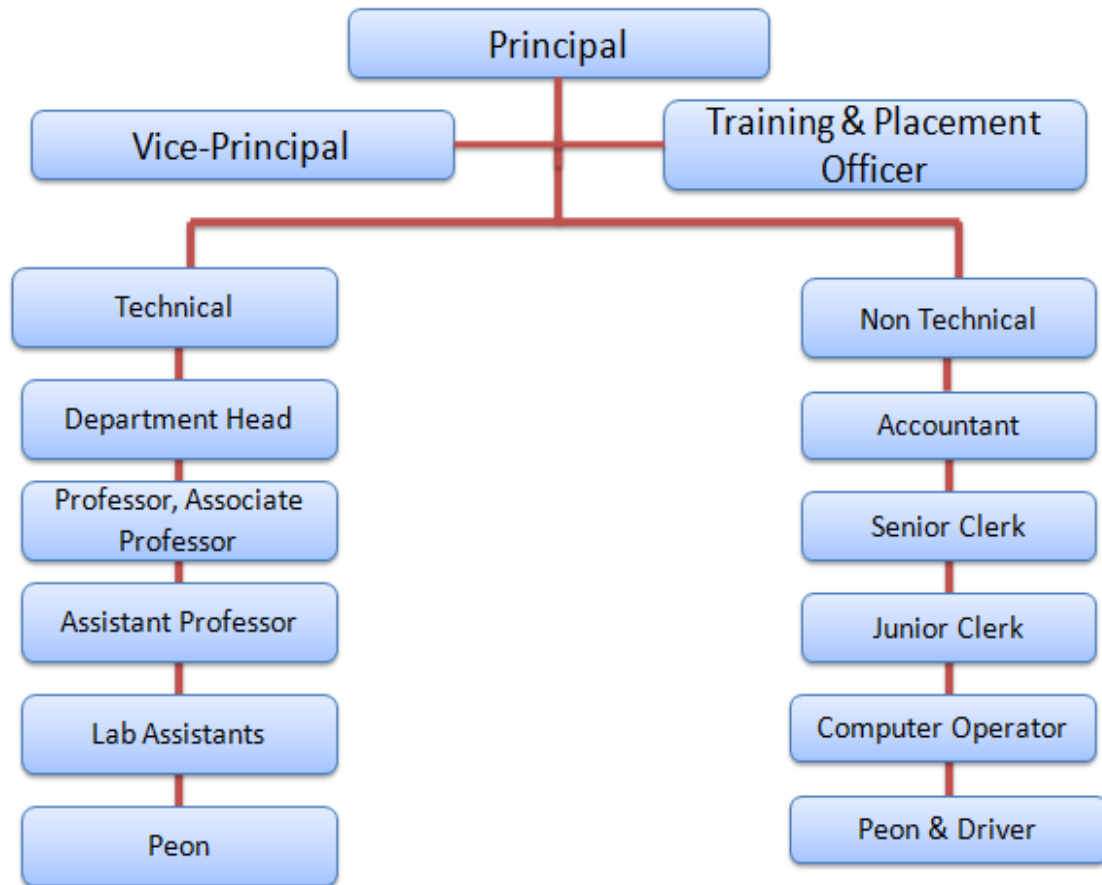 Principal
Vice-Principal
Training & Placement
Officer
Technical
Non Technical
Department Head
Accountant
Professor, Associate
Professor
Senior Clerk
Assistant Professor
Junior Clerk
Lab Assistants
Computer Operator
Peon
Peon & Driver